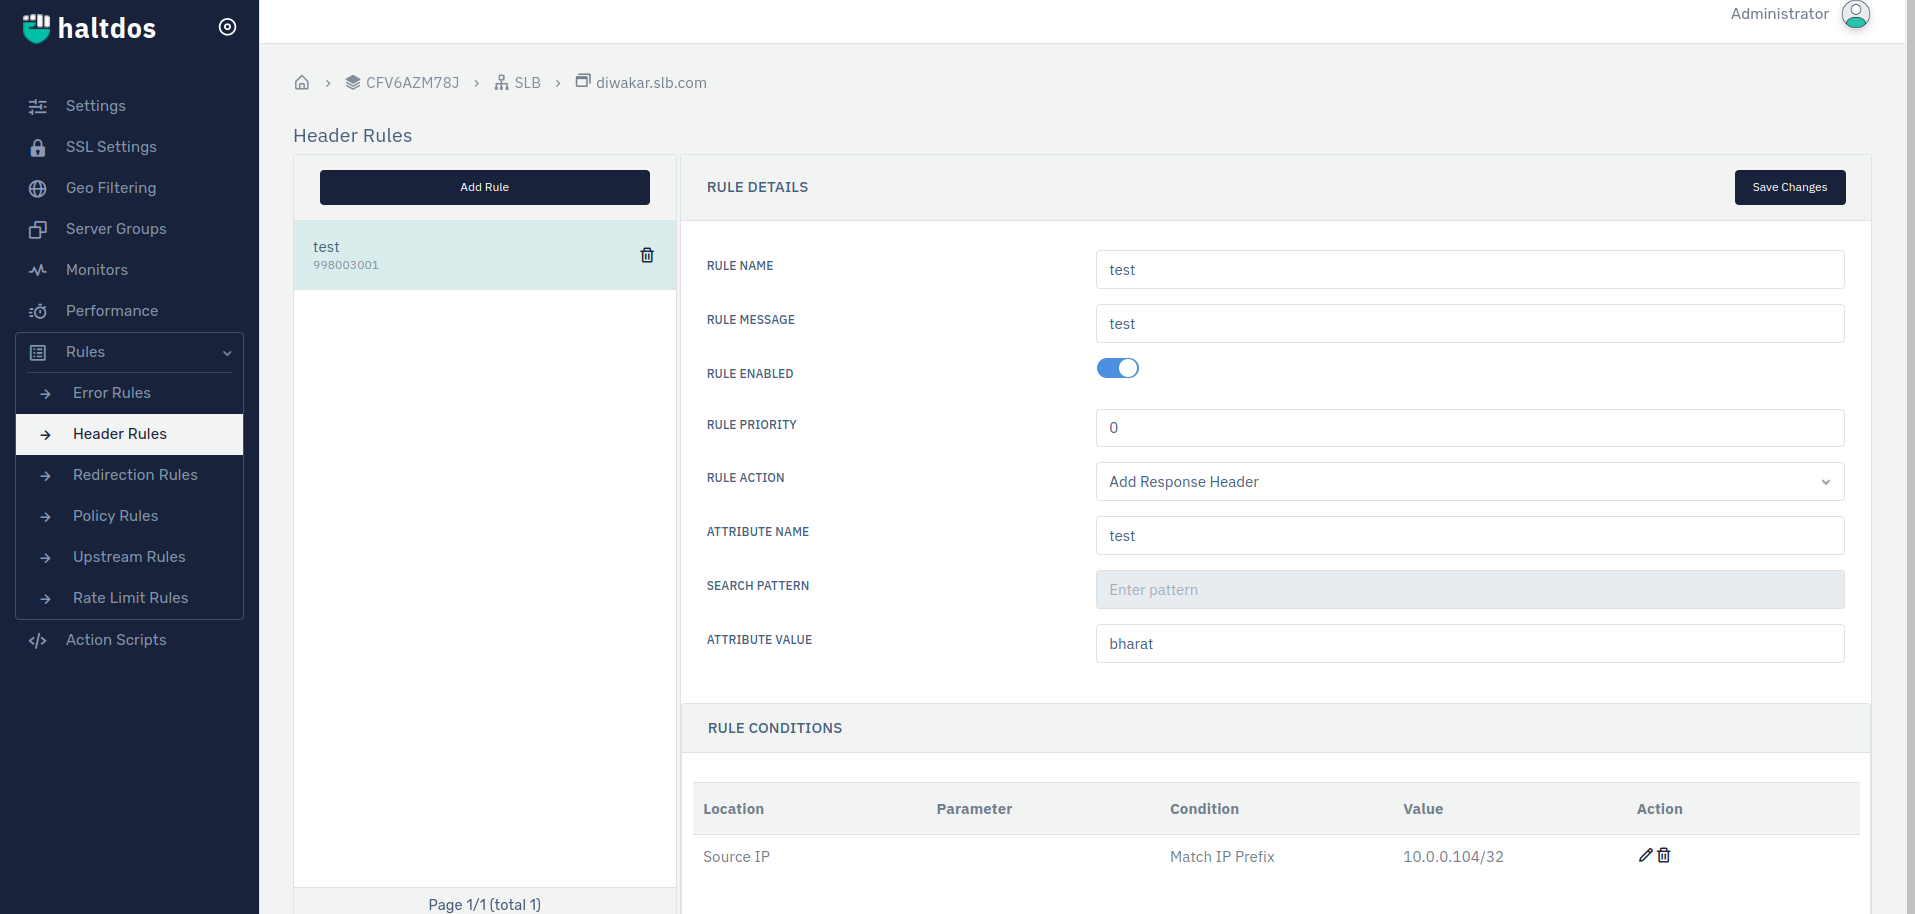 haltdos
Administrator
Settings
SSL Settings
Geo Filtering
Server Groups
Monitors
Performance
Rules
Error Rules
Header Rules
Redirection Rules
Policy Rules
Upstream Rules
Rate Limit Rules
Action Scripts
CFV6AZM78J SLB diwakar.slb.com
Header Rules
Add Rule
test
998003001
Page 1/1 (total 1)
RULE DETAILS
Save Changes
RULE NAME test
RULE MESSAGE test
RULE ENABLED
RULE PRIORITY 0
RULE ACTION Add Response Header
ATTRIBUTE NAME test
SEARCH PATTERN Enter pattern
ATTRIBUTE VALUE bharat
RULE CONDITIONS
Location Parameter Condition Value Action
Source IP Match IP Prefix 10.0.0.104/32